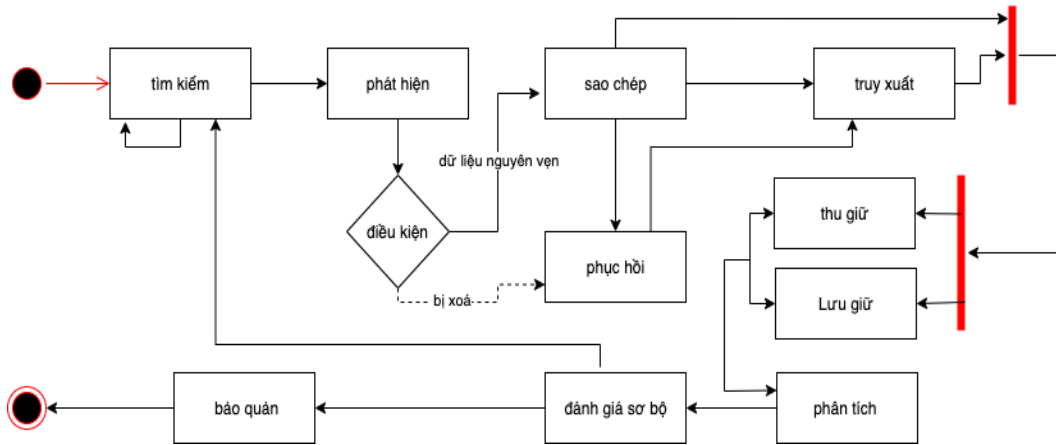 tìm kiếm
phát hiện
sao chép
truy xuất
dữ liệu nguyên vẹn
điều kiện
thu giữ
phục hồi
bị xoá
Lưu giữ
bảo quản
đánh giá sơ bộ
phân tích